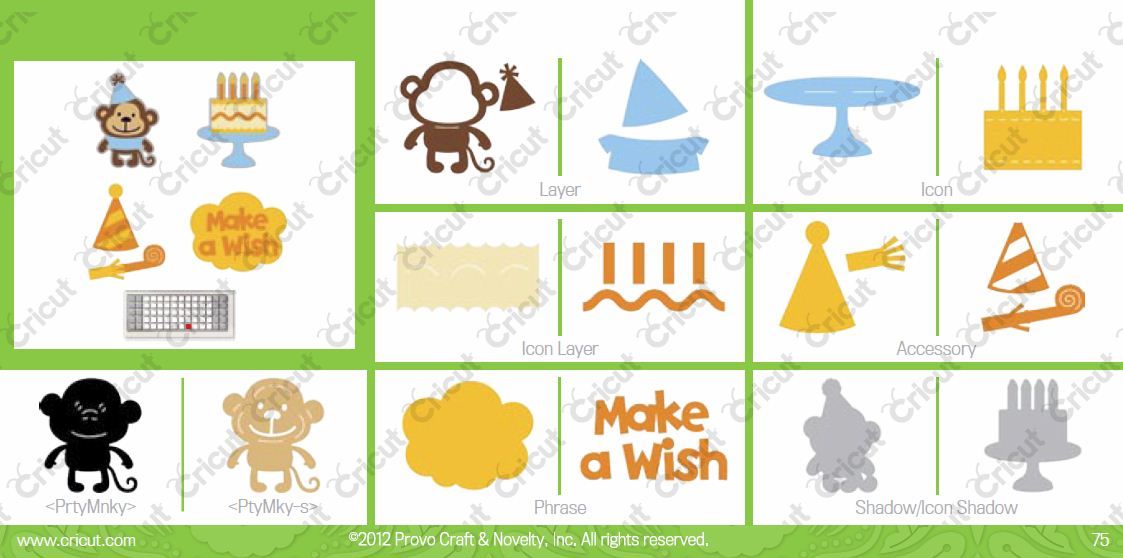 Make
a Wish
Layer
Icon
Icon Layer
Accessory
Make
a Wish
<PrtyMnky>
<PtyMky-s>
Phrase
Shadow/Icon Shadow
www.cricut.com
©2012 Provo Craft & Novelty, Inc. All rights reserved.
75
Cricut